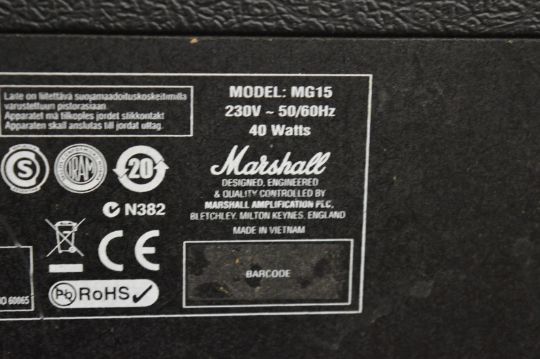 Laite on liitettävä suojamaadoituskoskettimilla
varustettuun pistorasiaan.
Apparatet må tilkoples jordet stikkontakt
Apparaten skall anslutas till jordat uttag.
MODEL: MG15
230V ~ 50/60Hz
40 Watts
Marshall
DESIGNED, ENGINEERED
& QUALITY CONTROLLED BY
MARSHALL AMPLIFICATION PLC,
BLETCHLEY, MILTON KEYNES, ENGLAND
MADE IN VIETNAM
BARCODE
S
20
N382
CE
Pb RoHS
60065